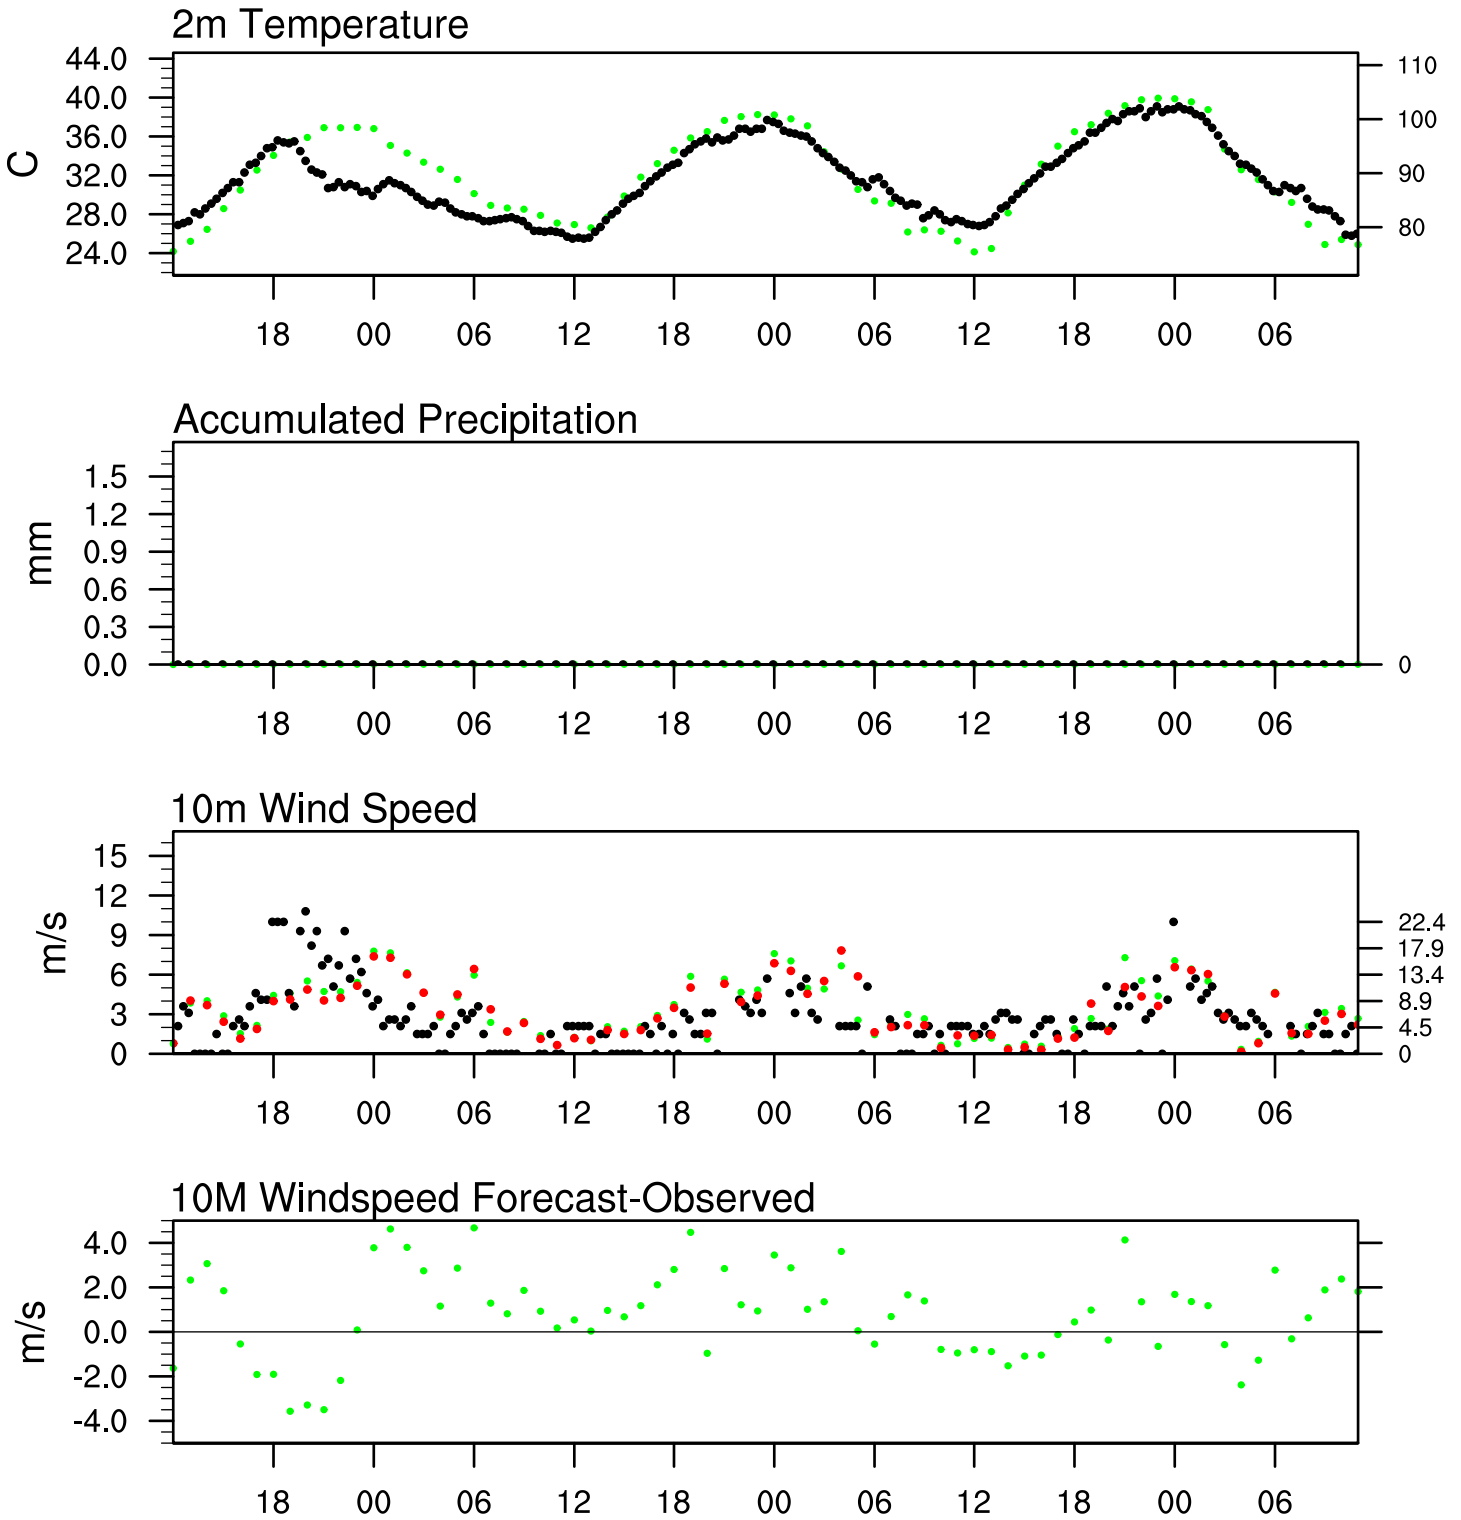 2m Temperature
44.0
40.0
36.0
32.0
28.0
24.0
C
110
100
90
80
18 00 06 12 18 00 06 12 18 00 06
Accumulated Precipitation
1.5
1.2
0.9
0.6
0.3
0.0
mm
0
18 00 06 12 18 00 06 12 18 00 06
10m Wind Speed
15
12
9
6
3
0
m/s
22.4
17.9
13.4
8.9
4.5
0
18 00 06 12 18 00 06 12 18 00 06
10M Windspeed Forecast-Observed
4.0
2.0
0.0
-2.0
-4.0
m/s
18 00 06 12 18 00 06 12 18 00 06